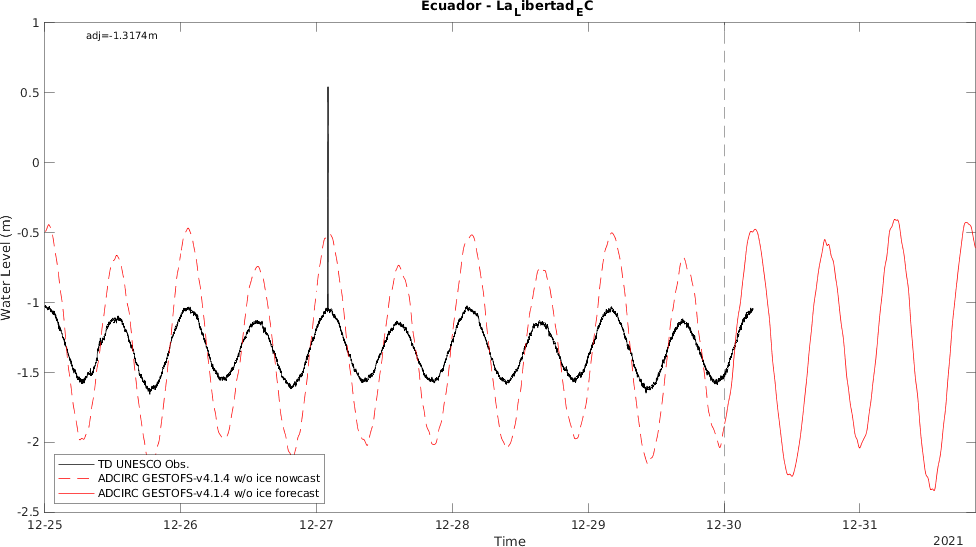 Ecuador - LaLibertadEC
adj=-1.3174m
1
0.5
0
-0.5
-1
-1.5
-2
-2.5
Water Level (m)
TD UNESCO Obs.
ADCIRC GESTOFS-v4.1.4 w/o ice nowcast
ADCIRC GESTOFS-v4.1.4 w/o ice forecast
12-25 12-26 12-27 12-28 12-29 12-30 12-31
Time
2021